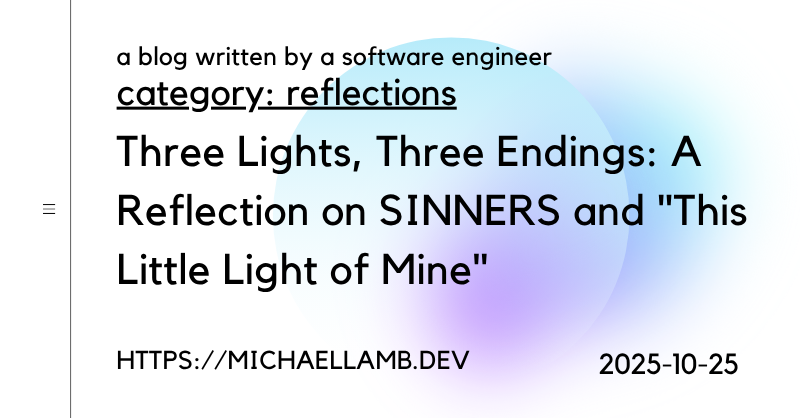 a blog written by a software engineer
category: reflections
Three Lights, Three Endings: A
Reflection on SINNERS and "This
Little Light of Mine"
HTTPS://MICHAELLAMB.DEV
2025-10-25